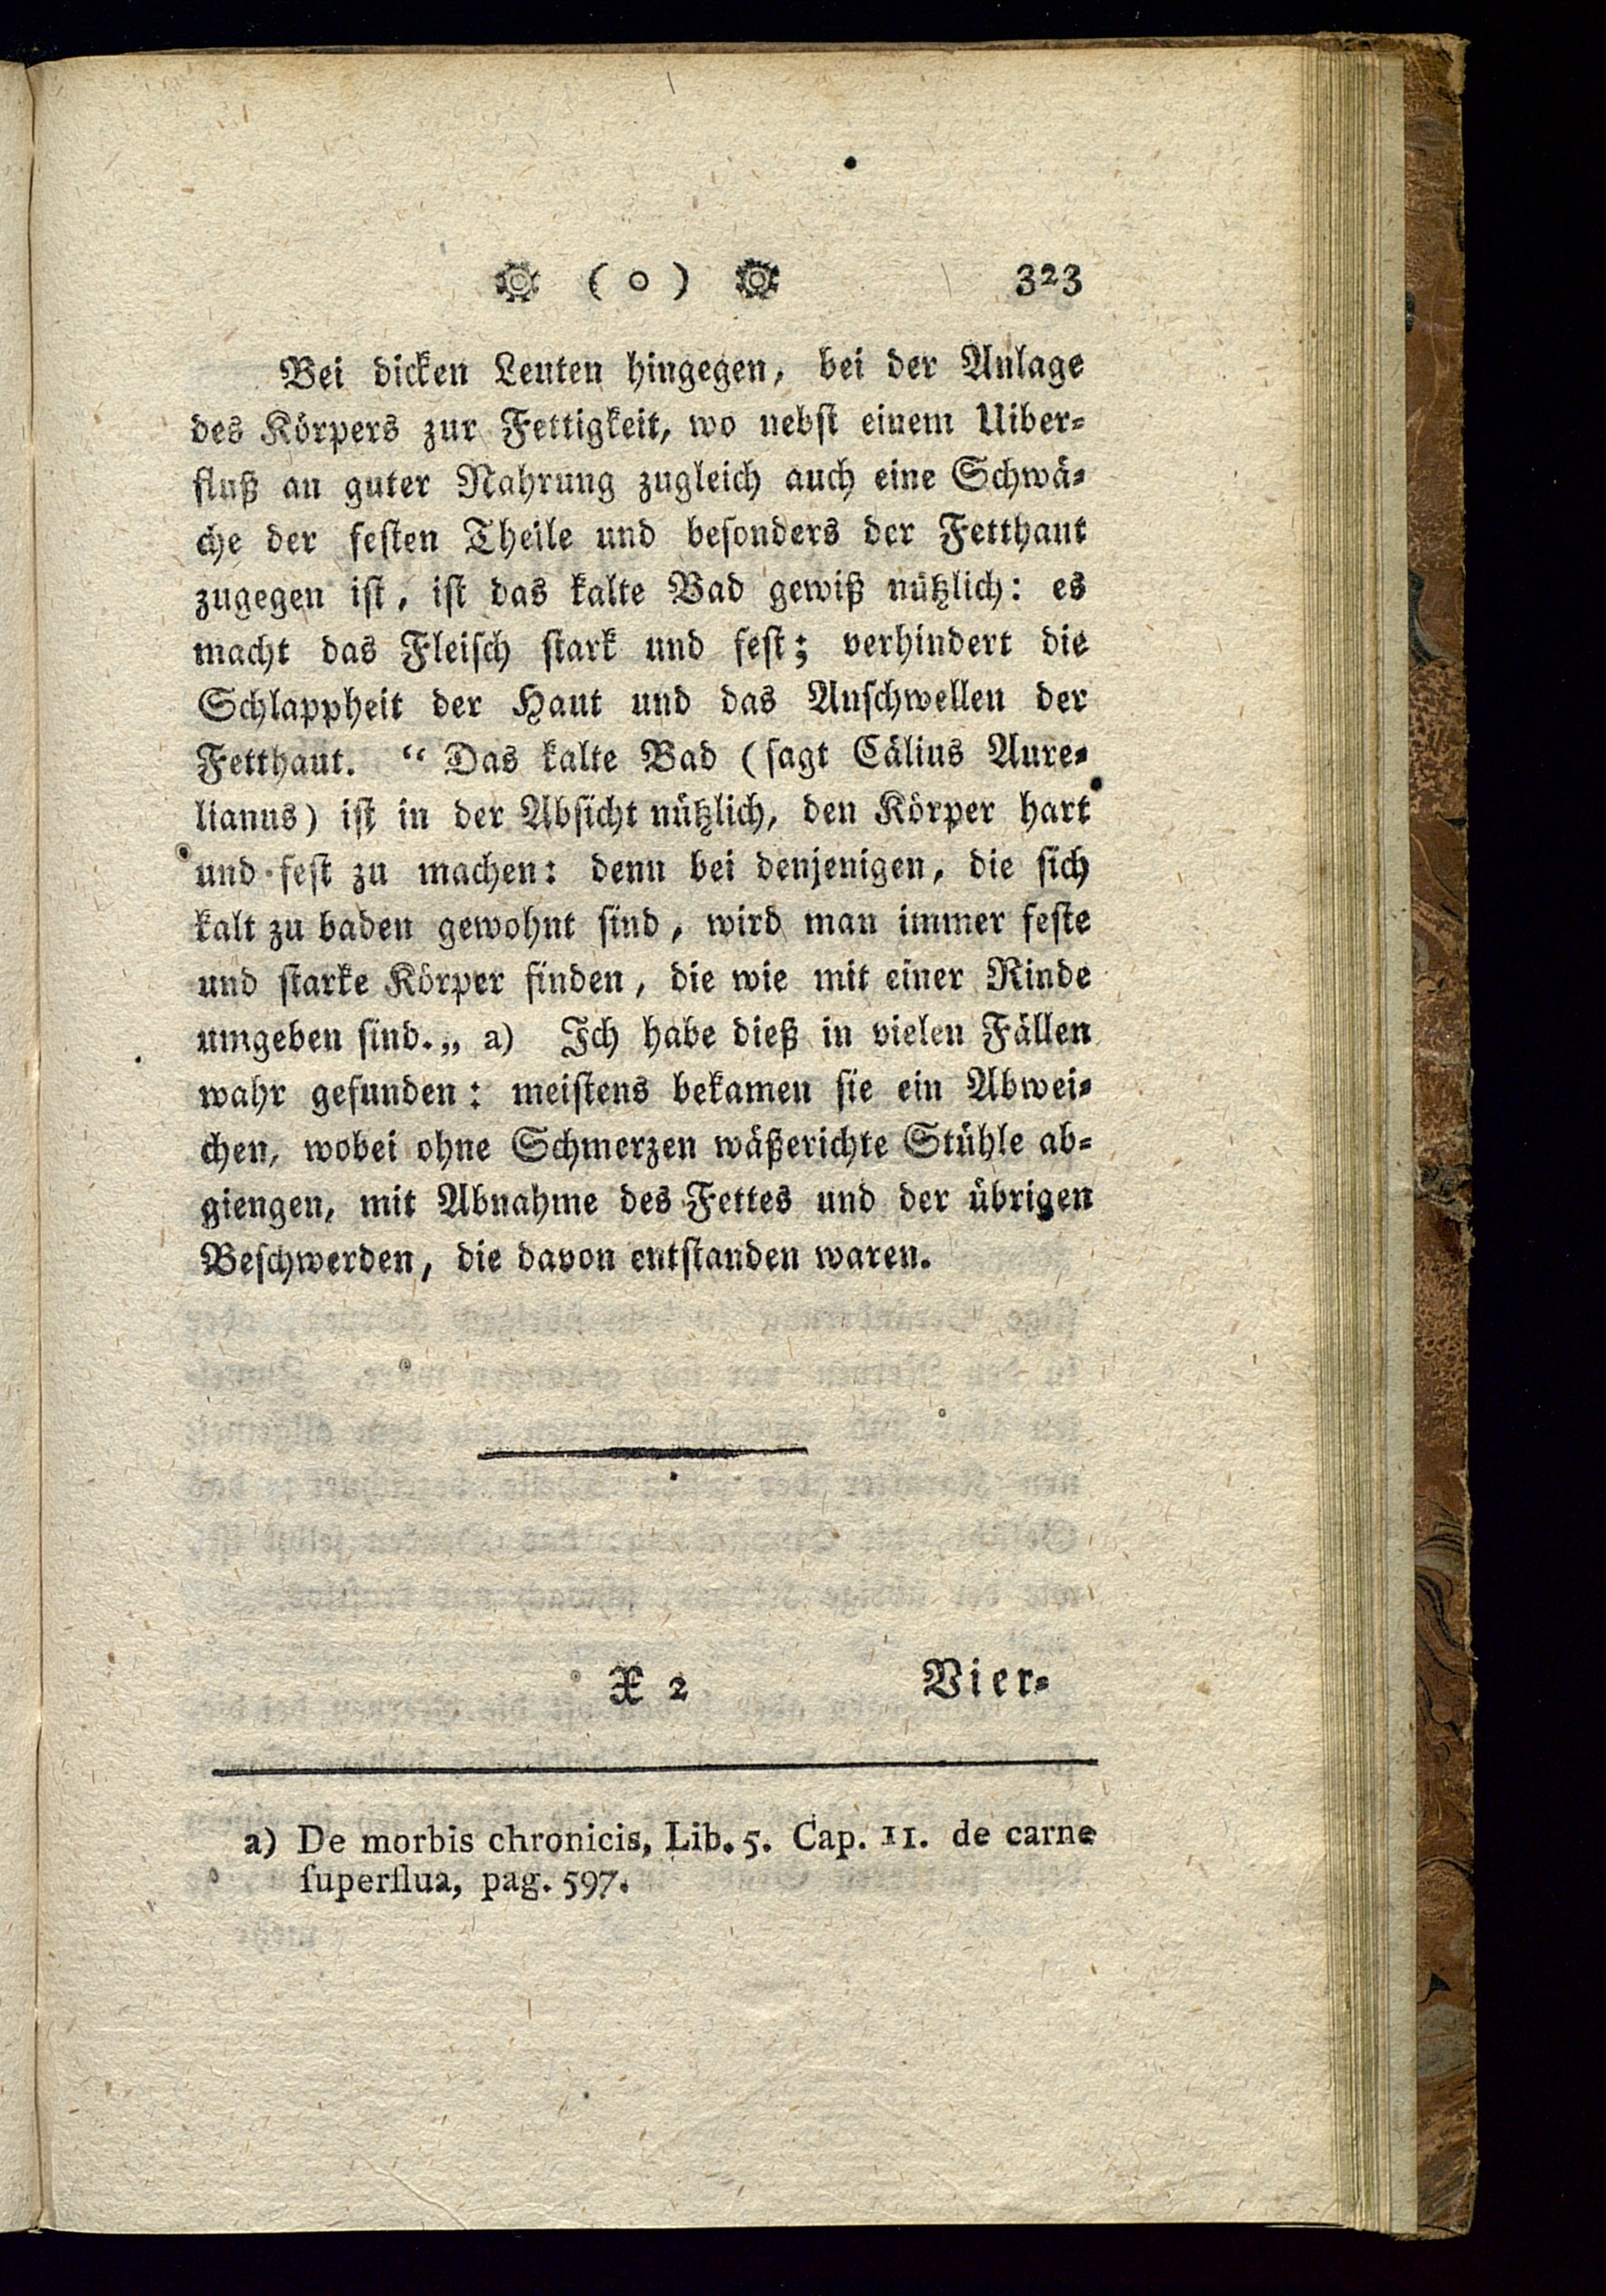 ( o ) 323
Bei dicken Leuten hingegen, bei der Anlage
des Körpers zur Fettigkeit, wo nebst einem Uiber=
fluß an guter Nahrung zugleich auch eine Schwä=
che der festen Theile und besonders der Fetthaut
zugegen ist, ist das kalte Bad gewiß nützlich: es
macht das Fleisch stark und fest; verhindert die
Schlappheit der Haut und das Anschwellen der
Fetthaut. “ Das kalte Bad (sagt Cälius Aure=
lianus) ist in der Absicht nützlich, den Körper hart
und fest zu machen: denn bei denjenigen, die sich
kalt zu baden gewohnt sind, wird man immer feste
und starke Körper finden, die wie mit einer Rinde
umgeben sind.„ a) Ich habe dieß in vielen Fällen
wahr gefunden: meistens bekamen sie ein Abwei=
chen, wobei ohne Schmerzen wäßerichte Stühle ab=
giengen, mit Abnahme des Fettes und der übrigen
Beschwerden, die davon entstanden waren.
X 2 Vier=
a) De morbis chronicis, Lib. 5. Cap. 11. de carne
ſuperflua, pag. 597.